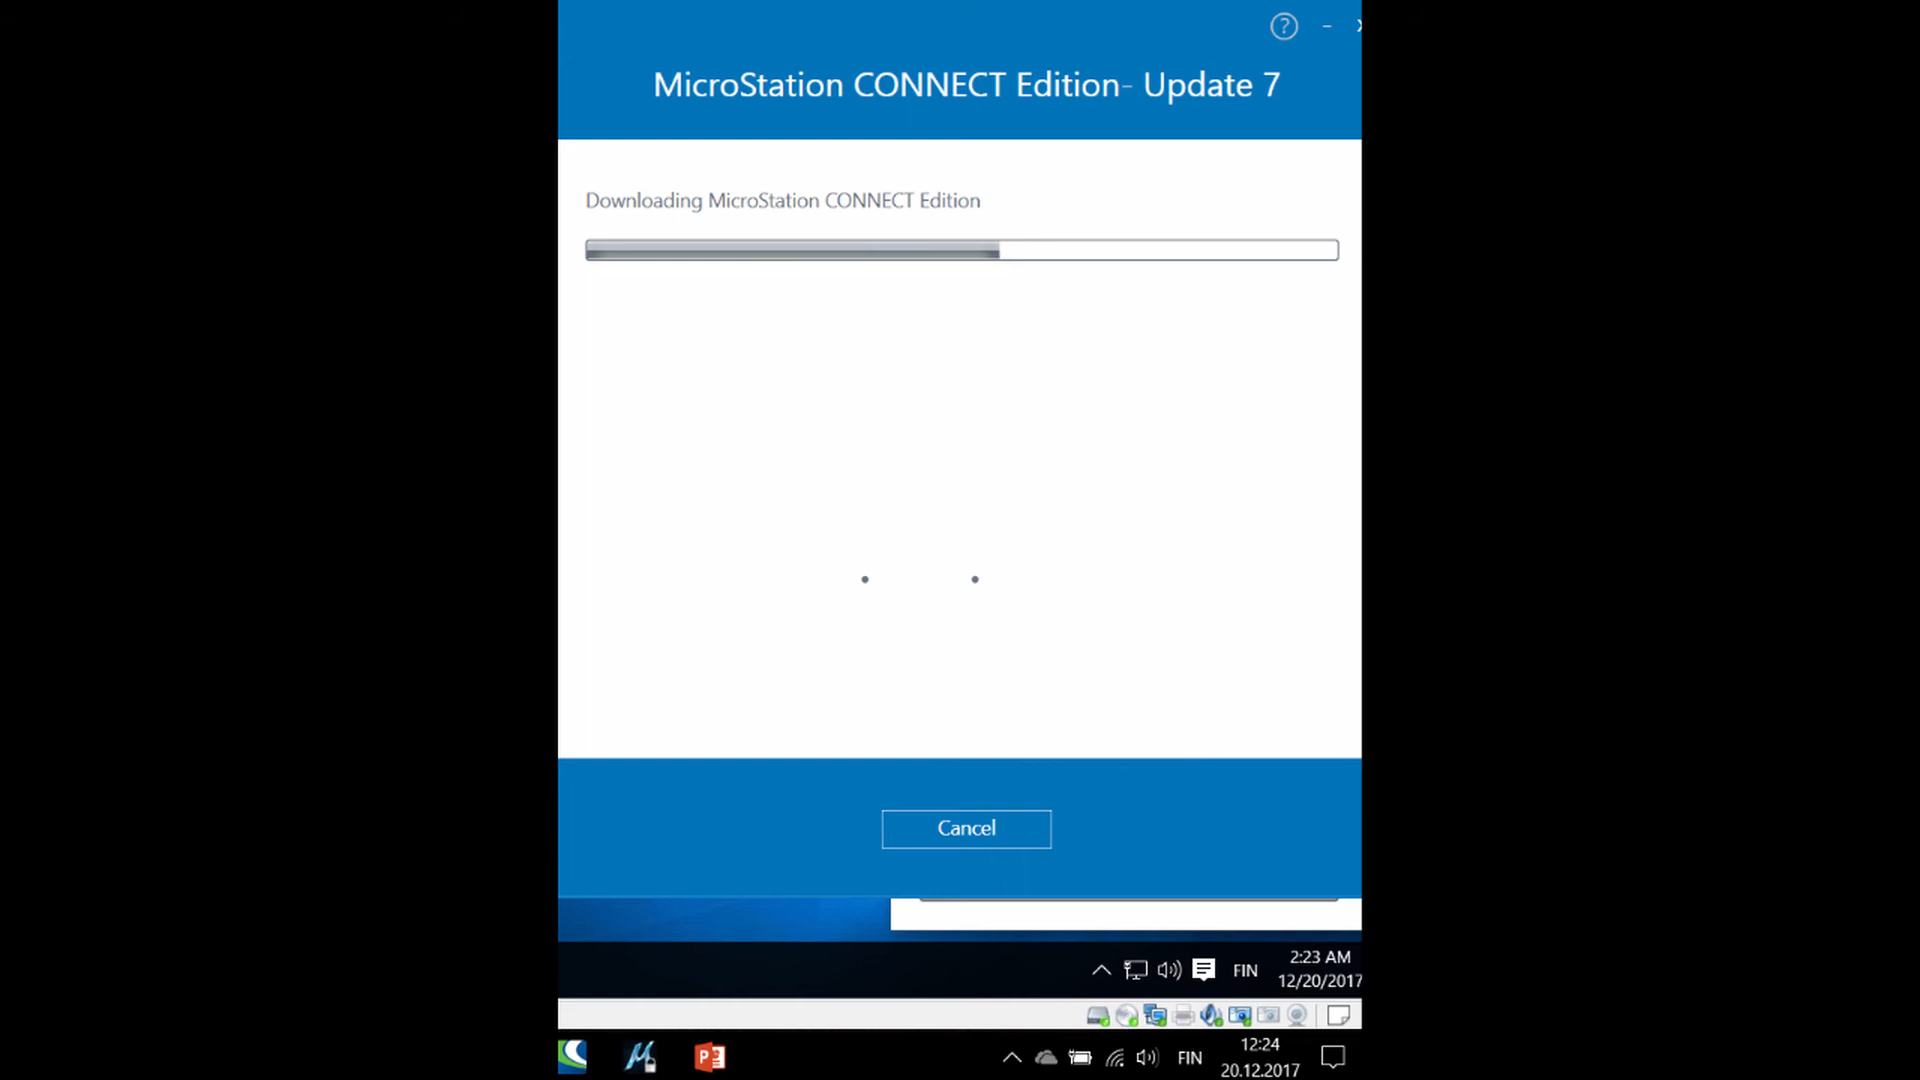 MicroStation CONNECT Edition- Update 7
Downloading MicroStation CONNECT Edition
Cancel
FIN
2:23 AM
12/20/2017
FIN
12:24
20.12.2017